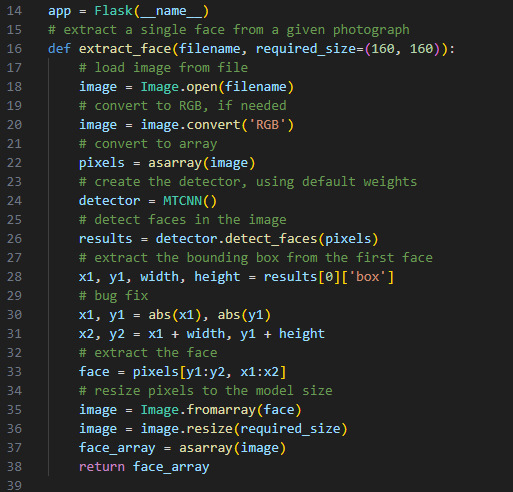 14 app = Flask(__name__)
15 # extract a single face from a given photograph
16 def extract_face(filename, required_size=(160, 160)):
17     # load image from file
18     image = Image.open(filename)
19     # convert to RGB, if needed
20     image = image.convert('RGB')
21     # convert to array
22     pixels = asarray(image)
23     # create the detector, using default weights
24     detector = MTCNN()
25     # detect faces in the image
26     results = detector.detect_faces(pixels)
27     # extract the bounding box from the first face
28     x1, y1, width, height = results[0]['box']
29     # bug fix
30     x1, y1 = abs(x1), abs(y1)
31     x2, y2 = x1 + width, y1 + height
32     # extract the face
33     face = pixels[y1:y2, x1:x2]
34     # resize pixels to the model size
35     image = Image.fromarray(face)
36     image = image.resize(required_size)
37     face_array = asarray(image)
38     return face_array
39